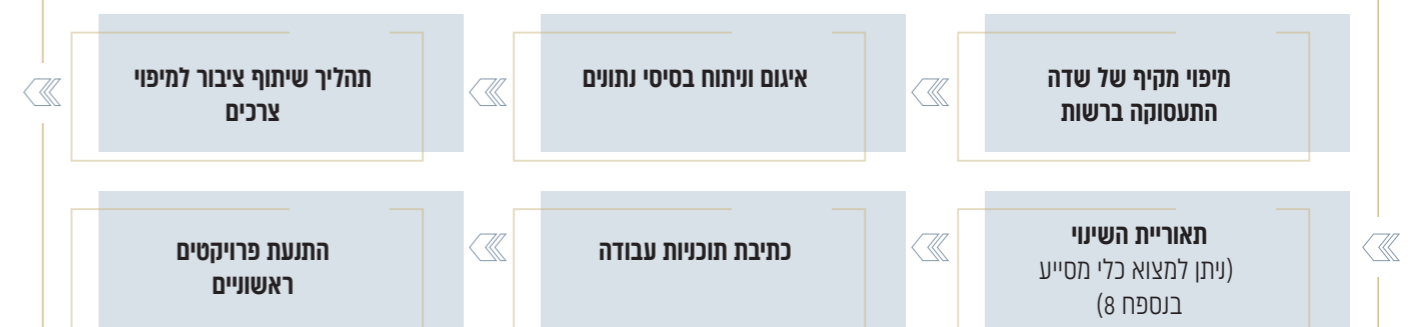 מיפוי מקיף של שדה
התעסוקה ברשות
איגום וניתוח בסיסי נתונים
תהליך שיתוף ציבור למיפוי
צרכים
תאוריית השינוי
(ניתן למצוא כלי מסייע
בנספח 8)
כתיבת תוכניות עבודה
התנעת פרויקטים
ראשוניים